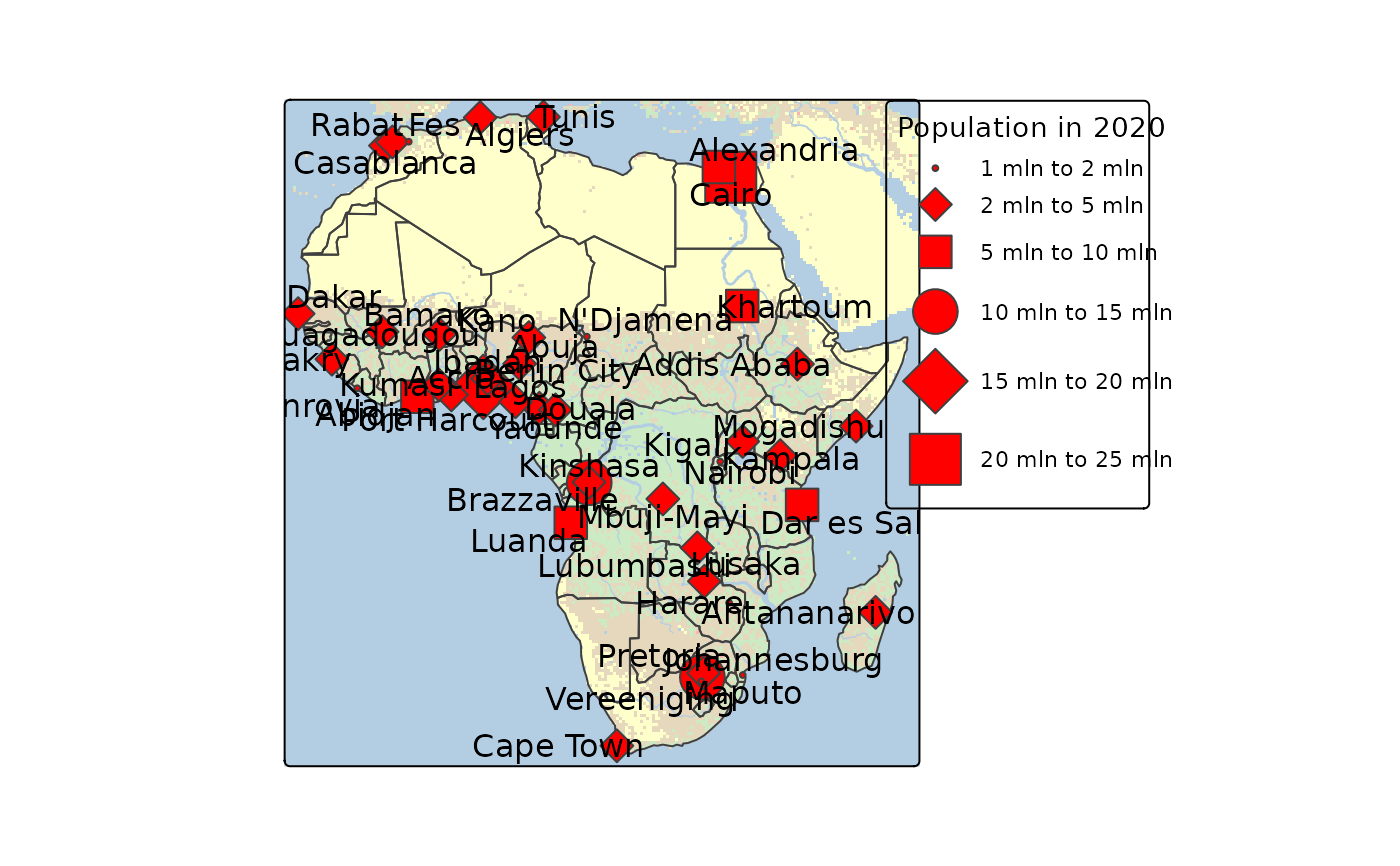 Tunis
Rabat
Fes
Algiers
Casablanca
Alexandria
Cairo
Dakar
Bamako
Kano
N'Djamena
Khartoum
uagadougou
Abuja
akry
Ibadan
Addis Ababa
Benin City
Kumasi
Accra
Lagos
nrovia
Abidjan
Port Harcourt
Douala
Yaounde
Mogadishu
Kigali
Kampala
Kinshasa
Nairobi
Brazzaville
Mbuji-Mayi
Dar es Sal
Luanda
Lubumbashi
Lusaka
Harare
Antananarivo
Pretoria
Johannesburg
Vereeniging
Maputo
Cape Town
Population in 2020
1 mln to 2 mln
2 mln to 5 mln
5 mln to 10 mln
10 mln to 15 mln
15 mln to 20 mln
20 mln to 25 mln